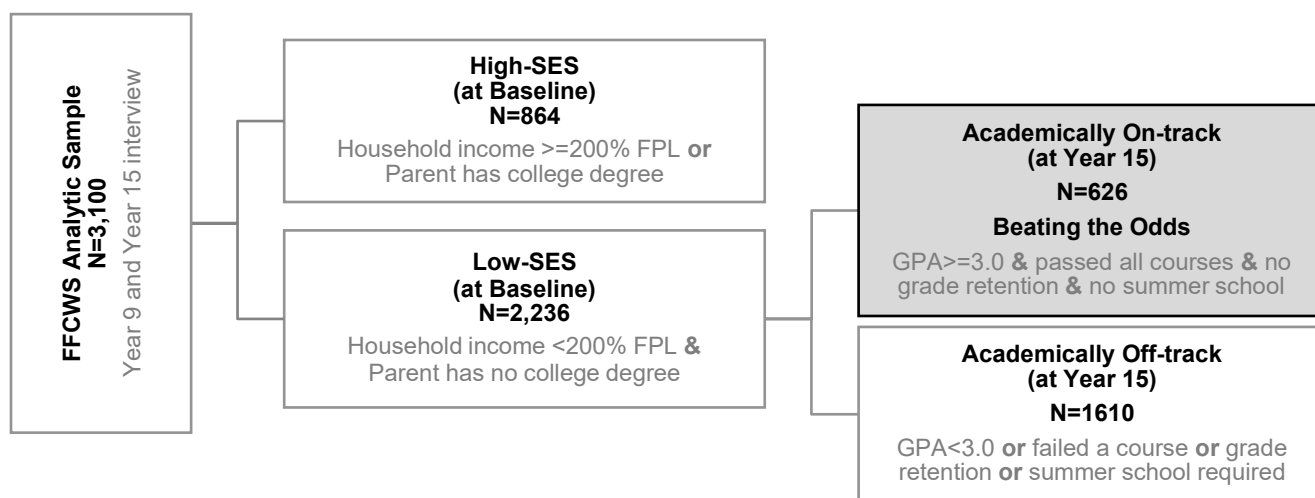 FFCWS Analytic Sample
N=3,100
Year 9 and Year 15 interview
High-SES
(at Baseline)
N=864
Household income >=200% FPL or
Parent has college degree
Low-SES
(at Baseline)
N=2,236
Household income <200% FPL &
Parent has no college degree
Academically On-track
(at Year 15)
N=626
Beating the Odds
GPA>=3.0 & passed all courses & no
grade retention & no summer school
Academically Off-track
(at Year 15)
N=1610
GPA<3.0 or failed a course or grade
retention or summer school required